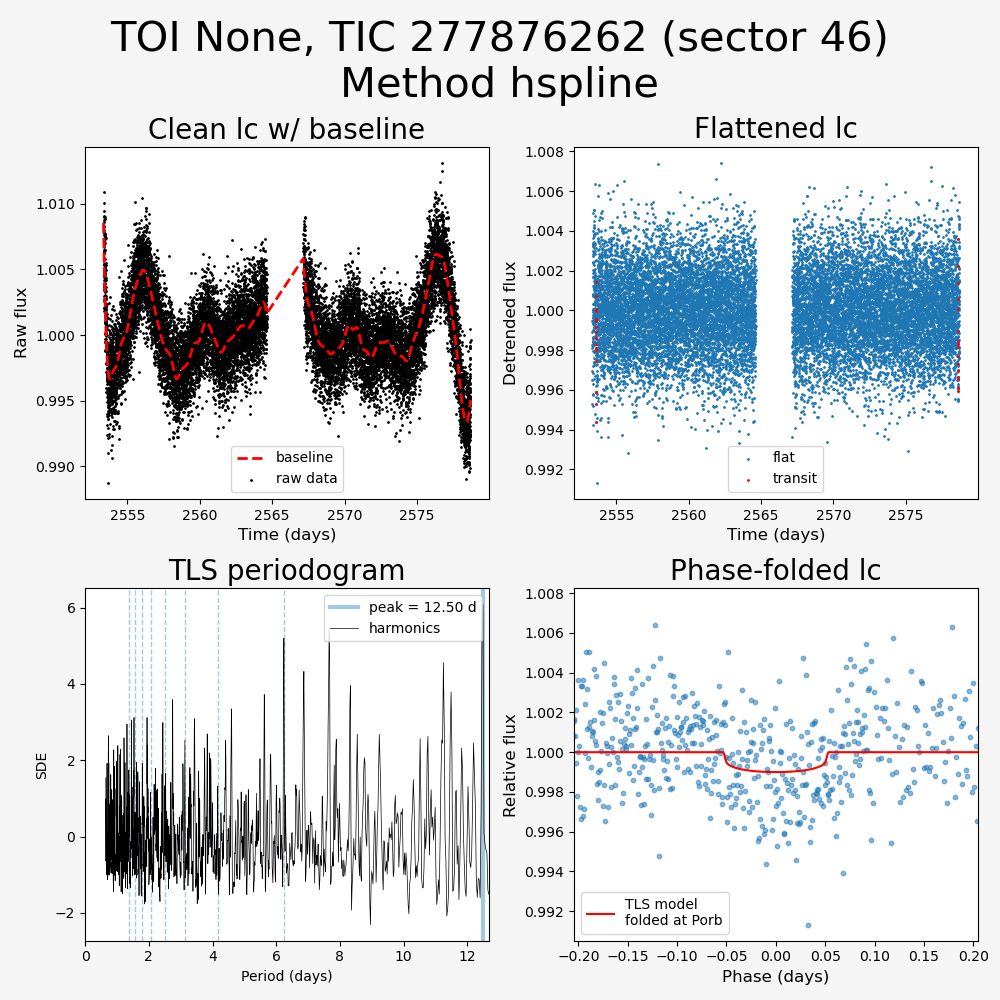 TOI None, TIC 277876262 (sector 46)
Method hspline
Clean lc w/ baseline
Raw flux
1.010
1.005
1.000
0.995
0.990
baseline
raw data
2555 2560 2565 2570 2575
Time (days)
Flattened lc
Detrended flux
1.008
1.006
1.004
1.002
1.000
0.998
0.996
0.994
0.992
flat
transit
2555 2560 2565 2570 2575
Time (days)
TLS periodogram
SDE
6
4
2
0
−2
peak = 12.50 d
harmonics
0 2 4 6 8 10 12
Period (days)
Phase-folded lc
Relative flux
1.008
1.006
1.004
1.002
1.000
0.998
0.996
0.994
0.992
TLS model
folded at Porb
−0.20 −0.15 −0.10 −0.05 0.00 0.05 0.10 0.15 0.20
Phase (days)